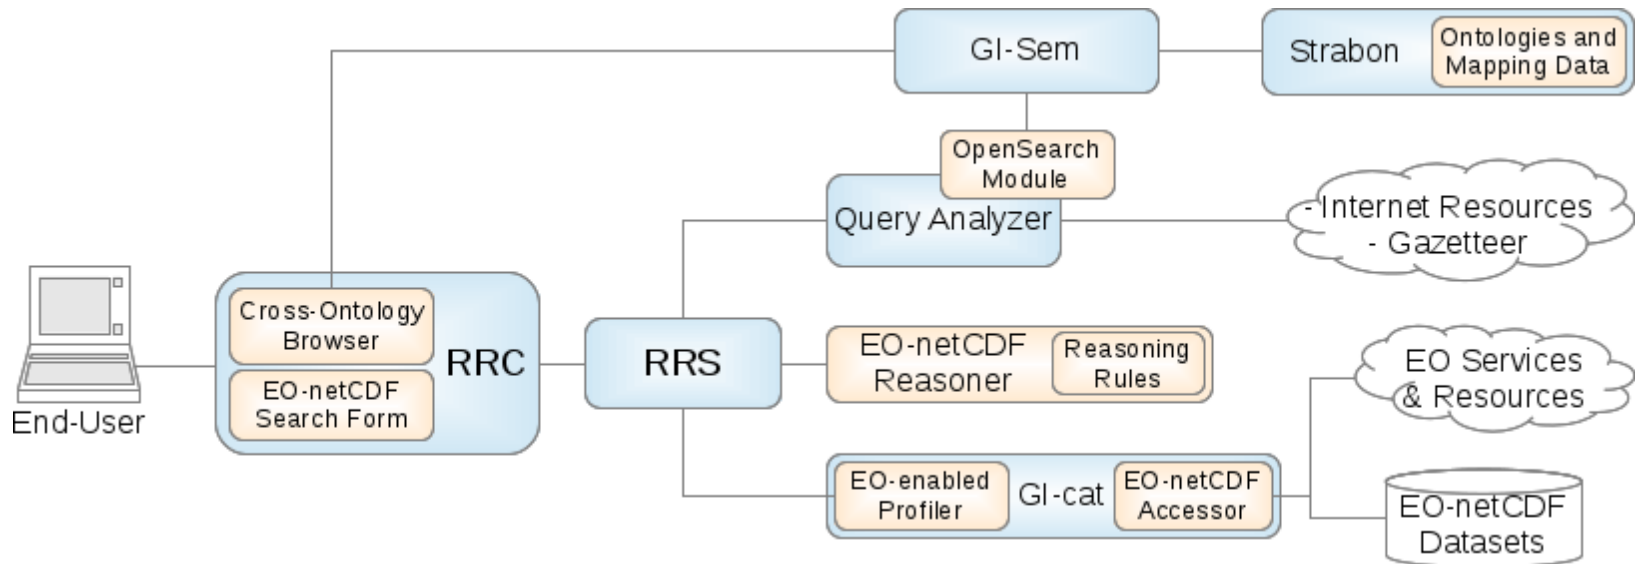 GI-Sem
Strabon
Ontologies and
Mapping Data
OpenSearch
Module
Query Analyzer
- Internet Resources
- Gazetteer
End-User
Cross-Ontology
Browser
EO-netCDF
Search Form
RRC
RRS
EO-netCDF
Reasoner
Reasoning
Rules
EO Services
& Resources
EO-enabled
Profiler
GI-cat
EO-netCDF
Accessor
EO-netCDF
Datasets